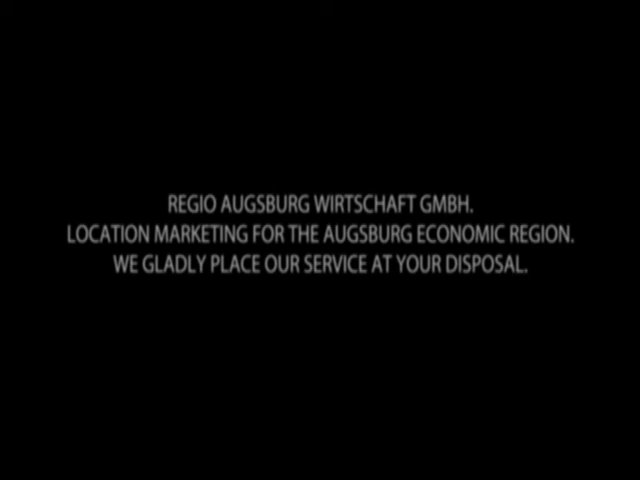 REGIO AUGSBURG WIRTSCHAFT GMBH.
LOCATION MARKETING FOR THE AUGSBURG ECONOMIC REGION.
WE GLADLY PLACE OUR SERVICE AT YOUR DISPOSAL.